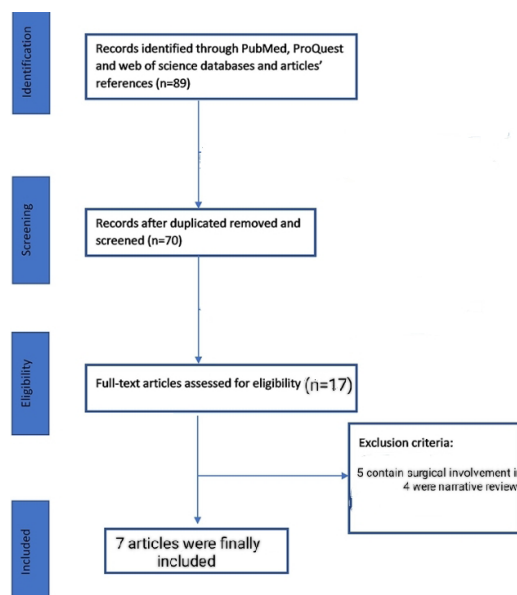 Identification
Records identified through PubMed, ProQuest
and web of science databases and articles'
references (n=89)
Screening
Records after duplicated removed and
screened (n=70)
Eligibility
Full-text articles assessed for eligibility (n=17)
Exclusion criteria:
5 contain surgical involvement i
4 were narrative review
Included
7 articles were finally
included